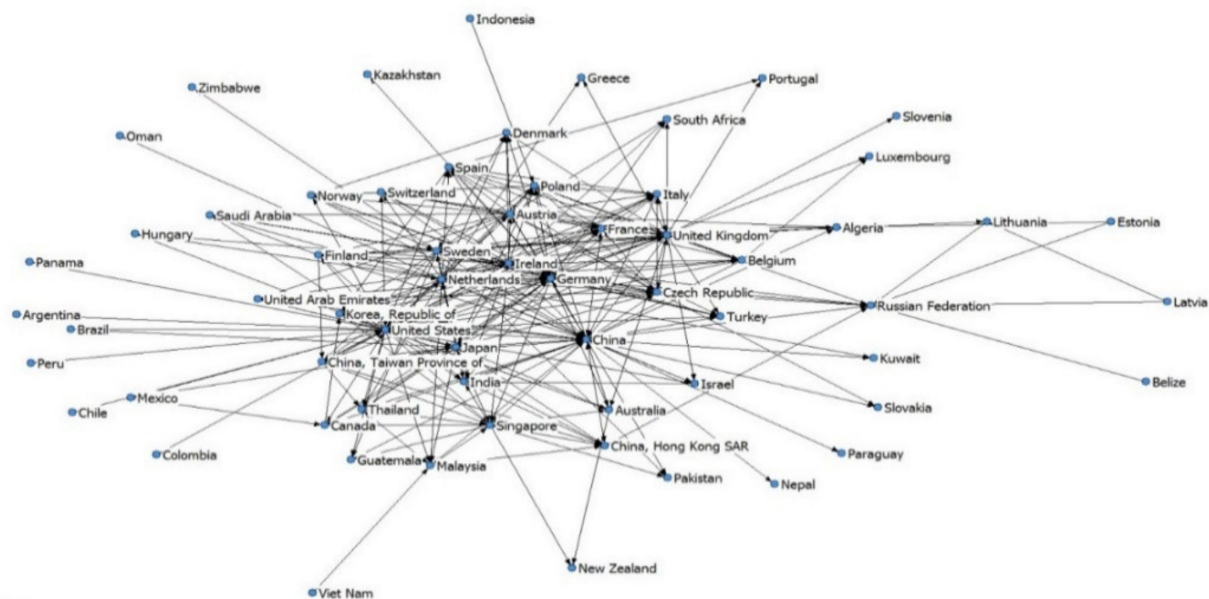 Indonesia
Kazakhstan
Greece
Portugal
Zimbabwe
Slovenia
South Africa
Oman
Denmark
Luxembourg
Spain
Poland
Norway
Switzerland
Italy
Saudi Arabia
Austria
Algeria
Lithuania
Estonia
Hungary
France
United Kingdom
Finland
Sweden
Ireland
Belgium
Panama
Netherlands
Germany
Czech Republic
United Arab Emirates
Latvia
Russian Federation
Argentina
Korea, Republic of
Turkey
Brazil
United States
China
Japan
Kuwait
Peru
China, Taiwan Province of
India
Israel
Belize
Mexico
Slovakia
Chile
Thailand
Australia
Canada
Singapore
China, Hong Kong SAR
Colombia
Guatemala
Malaysia
Paraguay
Pakistan
Nepal
New Zealand
Viet Nam